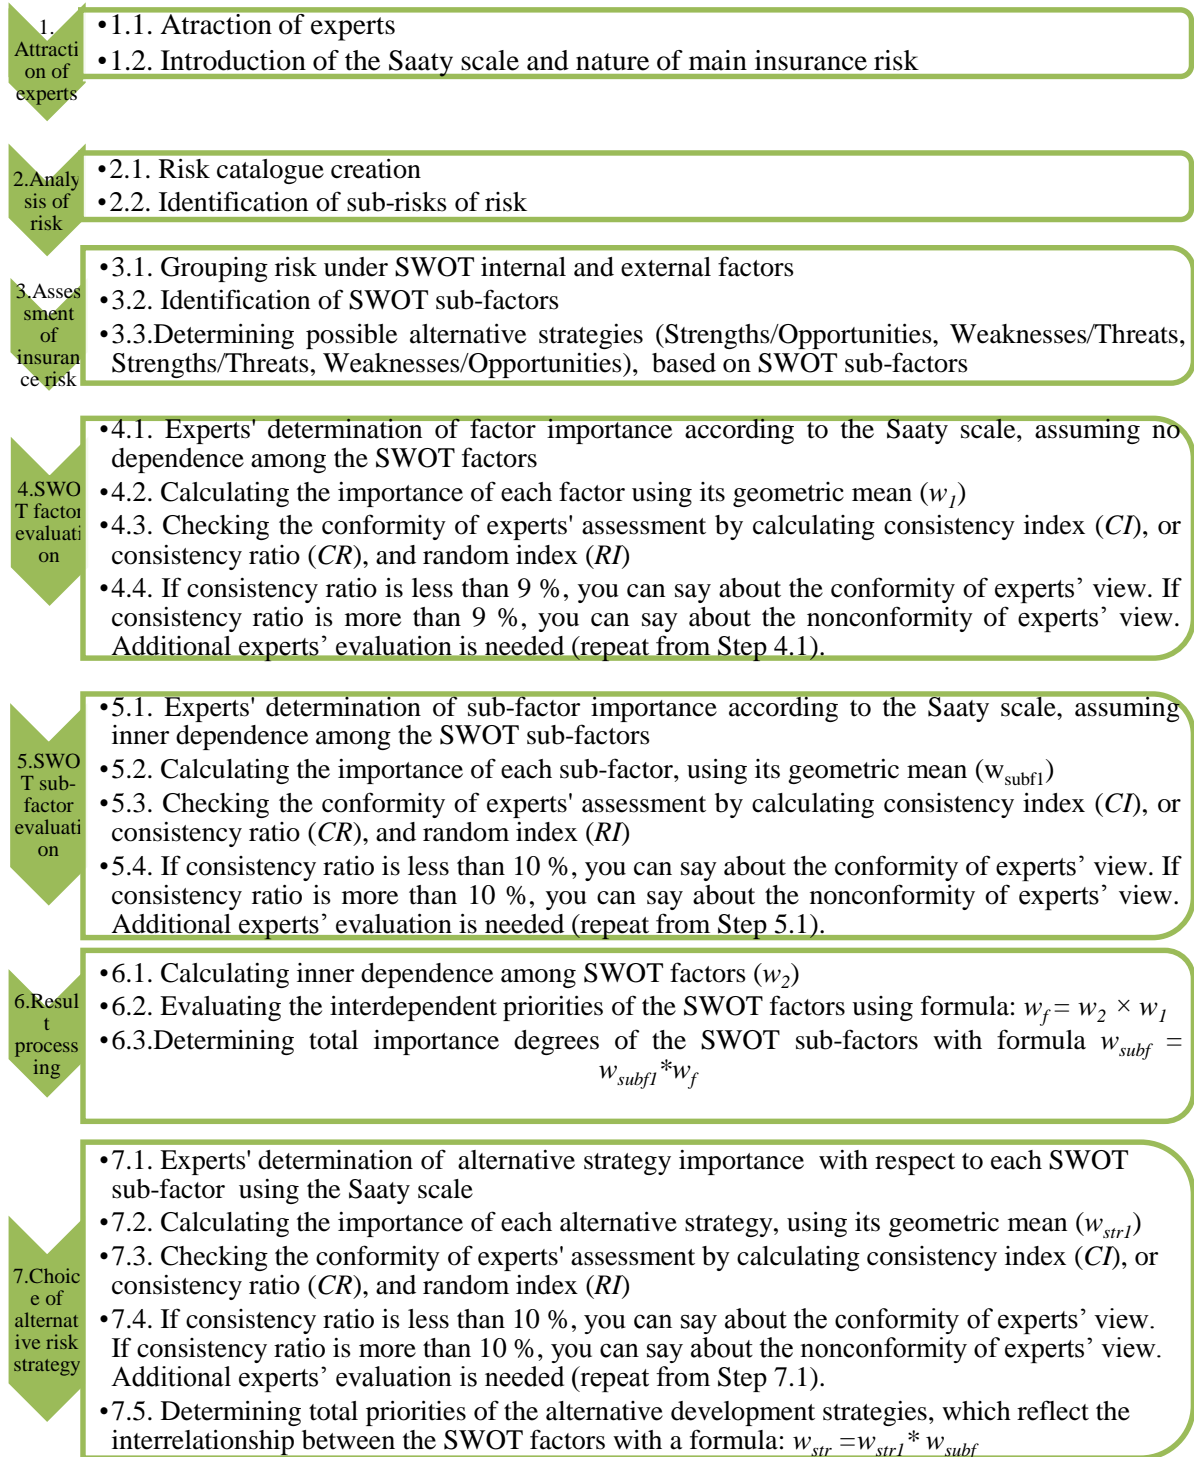 1.
Attracti
on of
experts
•1.1. Atraction of experts
•1.2. Introduction of the Saaty scale and nature of main insurance risk
2.Analy
sis of
risk
•2.1. Risk catalogue creation
•2.2. Identification of sub-risks of risk
3.Asses
sment
of
insuran
ce risk
•3.1. Grouping risk under SWOT internal and external factors
•3.2. Identification of SWOT sub-factors
•3.3.Determining possible alternative strategies (Strengths/Opportunities, Weaknesses/Threats,
Strengths/Threats, Weaknesses/Opportunities), based on SWOT sub-factors
4.SWO
T factor
evaluati
on
•4.1. Experts' determination of factor importance according to the Saaty scale, assuming no
dependence among the SWOT factors
•4.2. Calculating the importance of each factor using its geometric mean (w1)
•4.3. Checking the conformity of experts' assessment by calculating consistency index (CI), or
consistency ratio (CR), and random index (RI)
•4.4. If consistency ratio is less than 9 %, you can say about the conformity of experts’ view. If
consistency ratio is more than 9 %, you can say about the nonconformity of experts’ view.
Additional experts’ evaluation is needed (repeat from Step 4.1).
5.SWO
T sub-
factor
evaluati
on
•5.1. Experts' determination of sub-factor importance according to the Saaty scale, assuming
inner dependence among the SWOT sub-factors
•5.2. Calculating the importance of each sub-factor, using its geometric mean (wsubf1)
•5.3. Checking the conformity of experts' assessment by calculating consistency index (CI), or
consistency ratio (CR), and random index (RI)
•5.4. If consistency ratio is less than 10 %, you can say about the conformity of experts’ view. If
consistency ratio is more than 10 %, you can say about the nonconformity of experts’ view.
Additional experts’ evaluation is needed (repeat from Step 5.1).
6.Resul
t
process
ing
•6.1. Calculating inner dependence among SWOT factors (w2)
•6.2. Evaluating the interdependent priorities of the SWOT factors using formula: wf = w2 × w1
•6.3.Determining total importance degrees of the SWOT sub-factors with formula wsubf =
wsubf1*wf
7.Choic
e of
alternat
ive risk
strategy
•7.1. Experts' determination of alternative strategy importance with respect to each SWOT
sub-factor using the Saaty scale
•7.2. Calculating the importance of each alternative strategy, using its geometric mean (wstr1)
•7.3. Checking the conformity of experts' assessment by calculating consistency index (CI), or
consistency ratio (CR), and random index (RI)
•7.4. If consistency ratio is less than 10 %, you can say about the conformity of experts’ view.
If consistency ratio is more than 10 %, you can say about the nonconformity of experts’ view.
Additional experts’ evaluation is needed (repeat from Step 7.1).
•7.5. Determining total priorities of the alternative development strategies, which reflect the
interrelationship between the SWOT factors with a formula: wstr =wstr1* wsubf